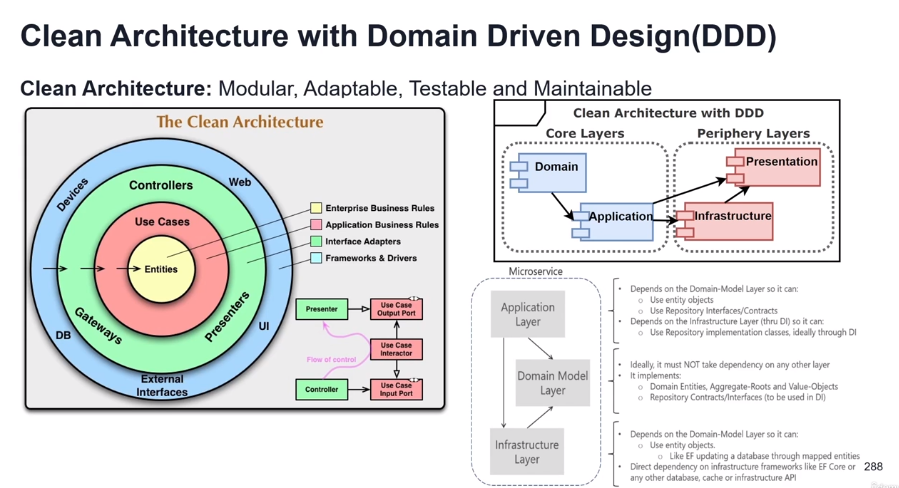 Clean Architecture with Domain Driven Design(DDD)
Clean Architecture: Modular, Adaptable, Testable and Maintainable
The Clean Architecture
Devices
Controllers
Web
Use Cases
Entities
DB
Gateways
Presenters
UI
External
Interfaces
Enterprise Business Rules
Application Business Rules
Interface Adapters
Frameworks & Drivers
Presenter
Use Case
Output Port
Flow of control
Use Case
Interactor
Controller
Use Case
Input Port
Clean Architecture with DDD
Core Layers
Periphery Layers
Domain
Presentation
Application
Infrastructure
Microservice
Application
Layer
Domain Model
Layer
Infrastructure
Layer
• Depends on the Domain-Model Layer so it can:
o Use entity objects
o Use Repository Interfaces/Contracts
• Depends on the Infrastructure Layer (thru DI) so it can:
o Use Repository implementation classes, ideally through DI
• Ideally, it must NOT take dependency on any other layer
• It implements:
o Domain Entities, Aggregate-Roots and Value-Objects
o Repository Contracts/Interfaces (to be used in DI)
• Depends on the Domain-Model Layer so it can:
o Use entity objects.
o Like EF updating a database through mapped entities
• Direct dependency on infrastructure frameworks like EF Core or
any other database, cache or infrastructure API
288